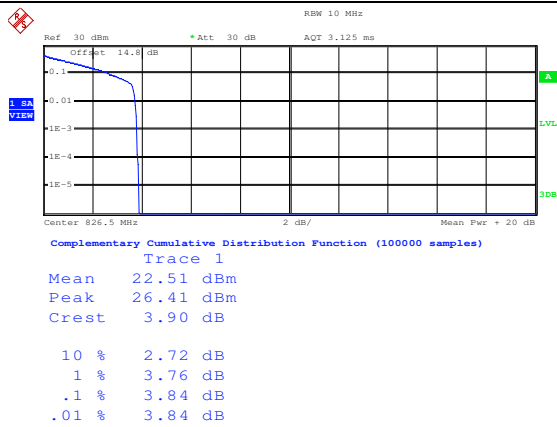 RBW 10 MHz
Ref 30 dBm *Att 30 dB AQT 3.125 ms
Offset 14.8 dB
0.1
A
0.01
1 SA
VIEW
1E-3
LVL
1E-4
1E-5
3DB
Center 826.5 MHz 2 dB/ Mean Pwr + 20 dB
Complementary Cumulative Distribution Function (100000 samples)
Trace 1
Mean 22.51 dBm
Peak 26.41 dBm
Crest 3.90 dB
10 % 2.72 dB
1 % 3.76 dB
.1 % 3.84 dB
.01 % 3.84 dB